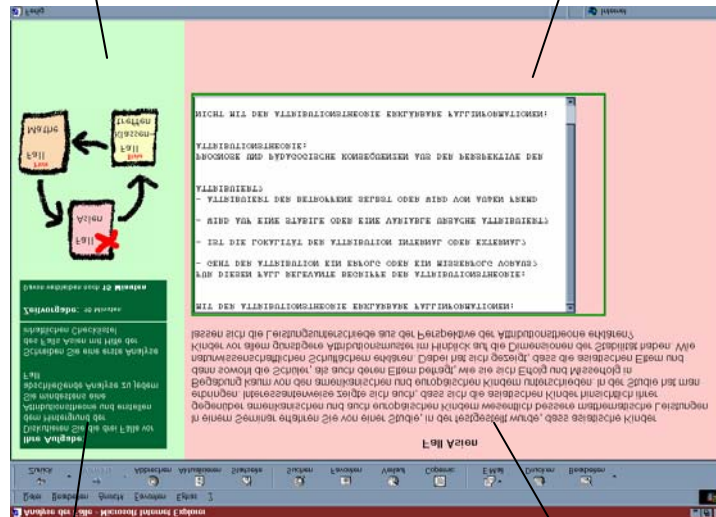 Analyse der Fälle - Microsoft Internet Explorer
Datei Bearbeiten Ansicht Favoriten Extras ?
Zurück Abbrechen Aktualisieren Startseite Suchen Favoriten Verlauf Copernic E-Mail Drucken Bearbeiten
Ihre Aufgabe:
Diskutieren Sie die drei Fälle vor
dem Hintergrund der
Attributionstheorie und erstellen
Sie mindestens eine
abschließende Analyse zu jedem
Fall
Schreiben Sie eine erste Analyse
des Falls Asien mit Hilfe der
inhaltlichen Checkliste!
Zeitvorgabe: Minuten
Davon verbleiben noch 15 Minuten
Fall
Asien
Fall
Mathe
Fall
Klassen-
treffen
Fall Asien
In einem Seminar erfahren Sie von einer Studie, in der festgestellt wurde, dass asiatische Kinder
gegenüber amerikanischen und auch europäischen Kindern wesentlich bessere mathematische Leistungen
erbringen. Interessanterweise zeigte sich auch, dass sich die asiatischen Kinder hinsichtlich ihrer
Begabung kaum von den amerikanischen und europäischen Kindern unterschieden. In der Studie hat man
dann sowohl die Schüler, als auch deren Eltern befragt, wie sie sich Erfolg und Misserfolg in
naturwissenschaftlichen Schulfächern erklären. Dabei hat sich gezeigt, dass die asiatischen Eltern und
Kinder vor allem günstigere Attributionsmuster im Hinblick auf die Dimensionen der Stabilität haben. Wie
lassen sich die Leistungsunterschiede aus der Perspektive der Attributionstheorie erklären?
MIT DER ATTRIBUTIONSTHEORIE ERKLÄRBARE FALLINFORMATIONEN:
FÜR DIESEN FALL RELEVANTE BEGRIFFE DER ATTRIBUTIONSTHEORIE:
- GEHT DER ATTRIBUTION EIN ERFOLG ODER EIN MISSERFOLG VORAUS?
- IST DIE LOKALITÄT DER ATTRIBUTION INTERNAL ODER EXTERNAL?
- WIRD AUF EINE STABILE ODER EINE VARIABLE URSACHE ATTRIBUIERT?
- ATTRIBUIERT DER BETROFFENE SELBST ODER WIRD VON AUßEN FREMD
ATTRIBUIERT?
PROGNOSE UND PÄDAGOGISCHE KONSEQUENZEN AUS DER PERSPEKTIVE DER
ATTRIBUTIONSTHEORIE:
NICHT MIT DER ATTRIBUTIONSTHEORIE ERKLÄRBARE FALLINFORMATIONEN:
Fertig Internet